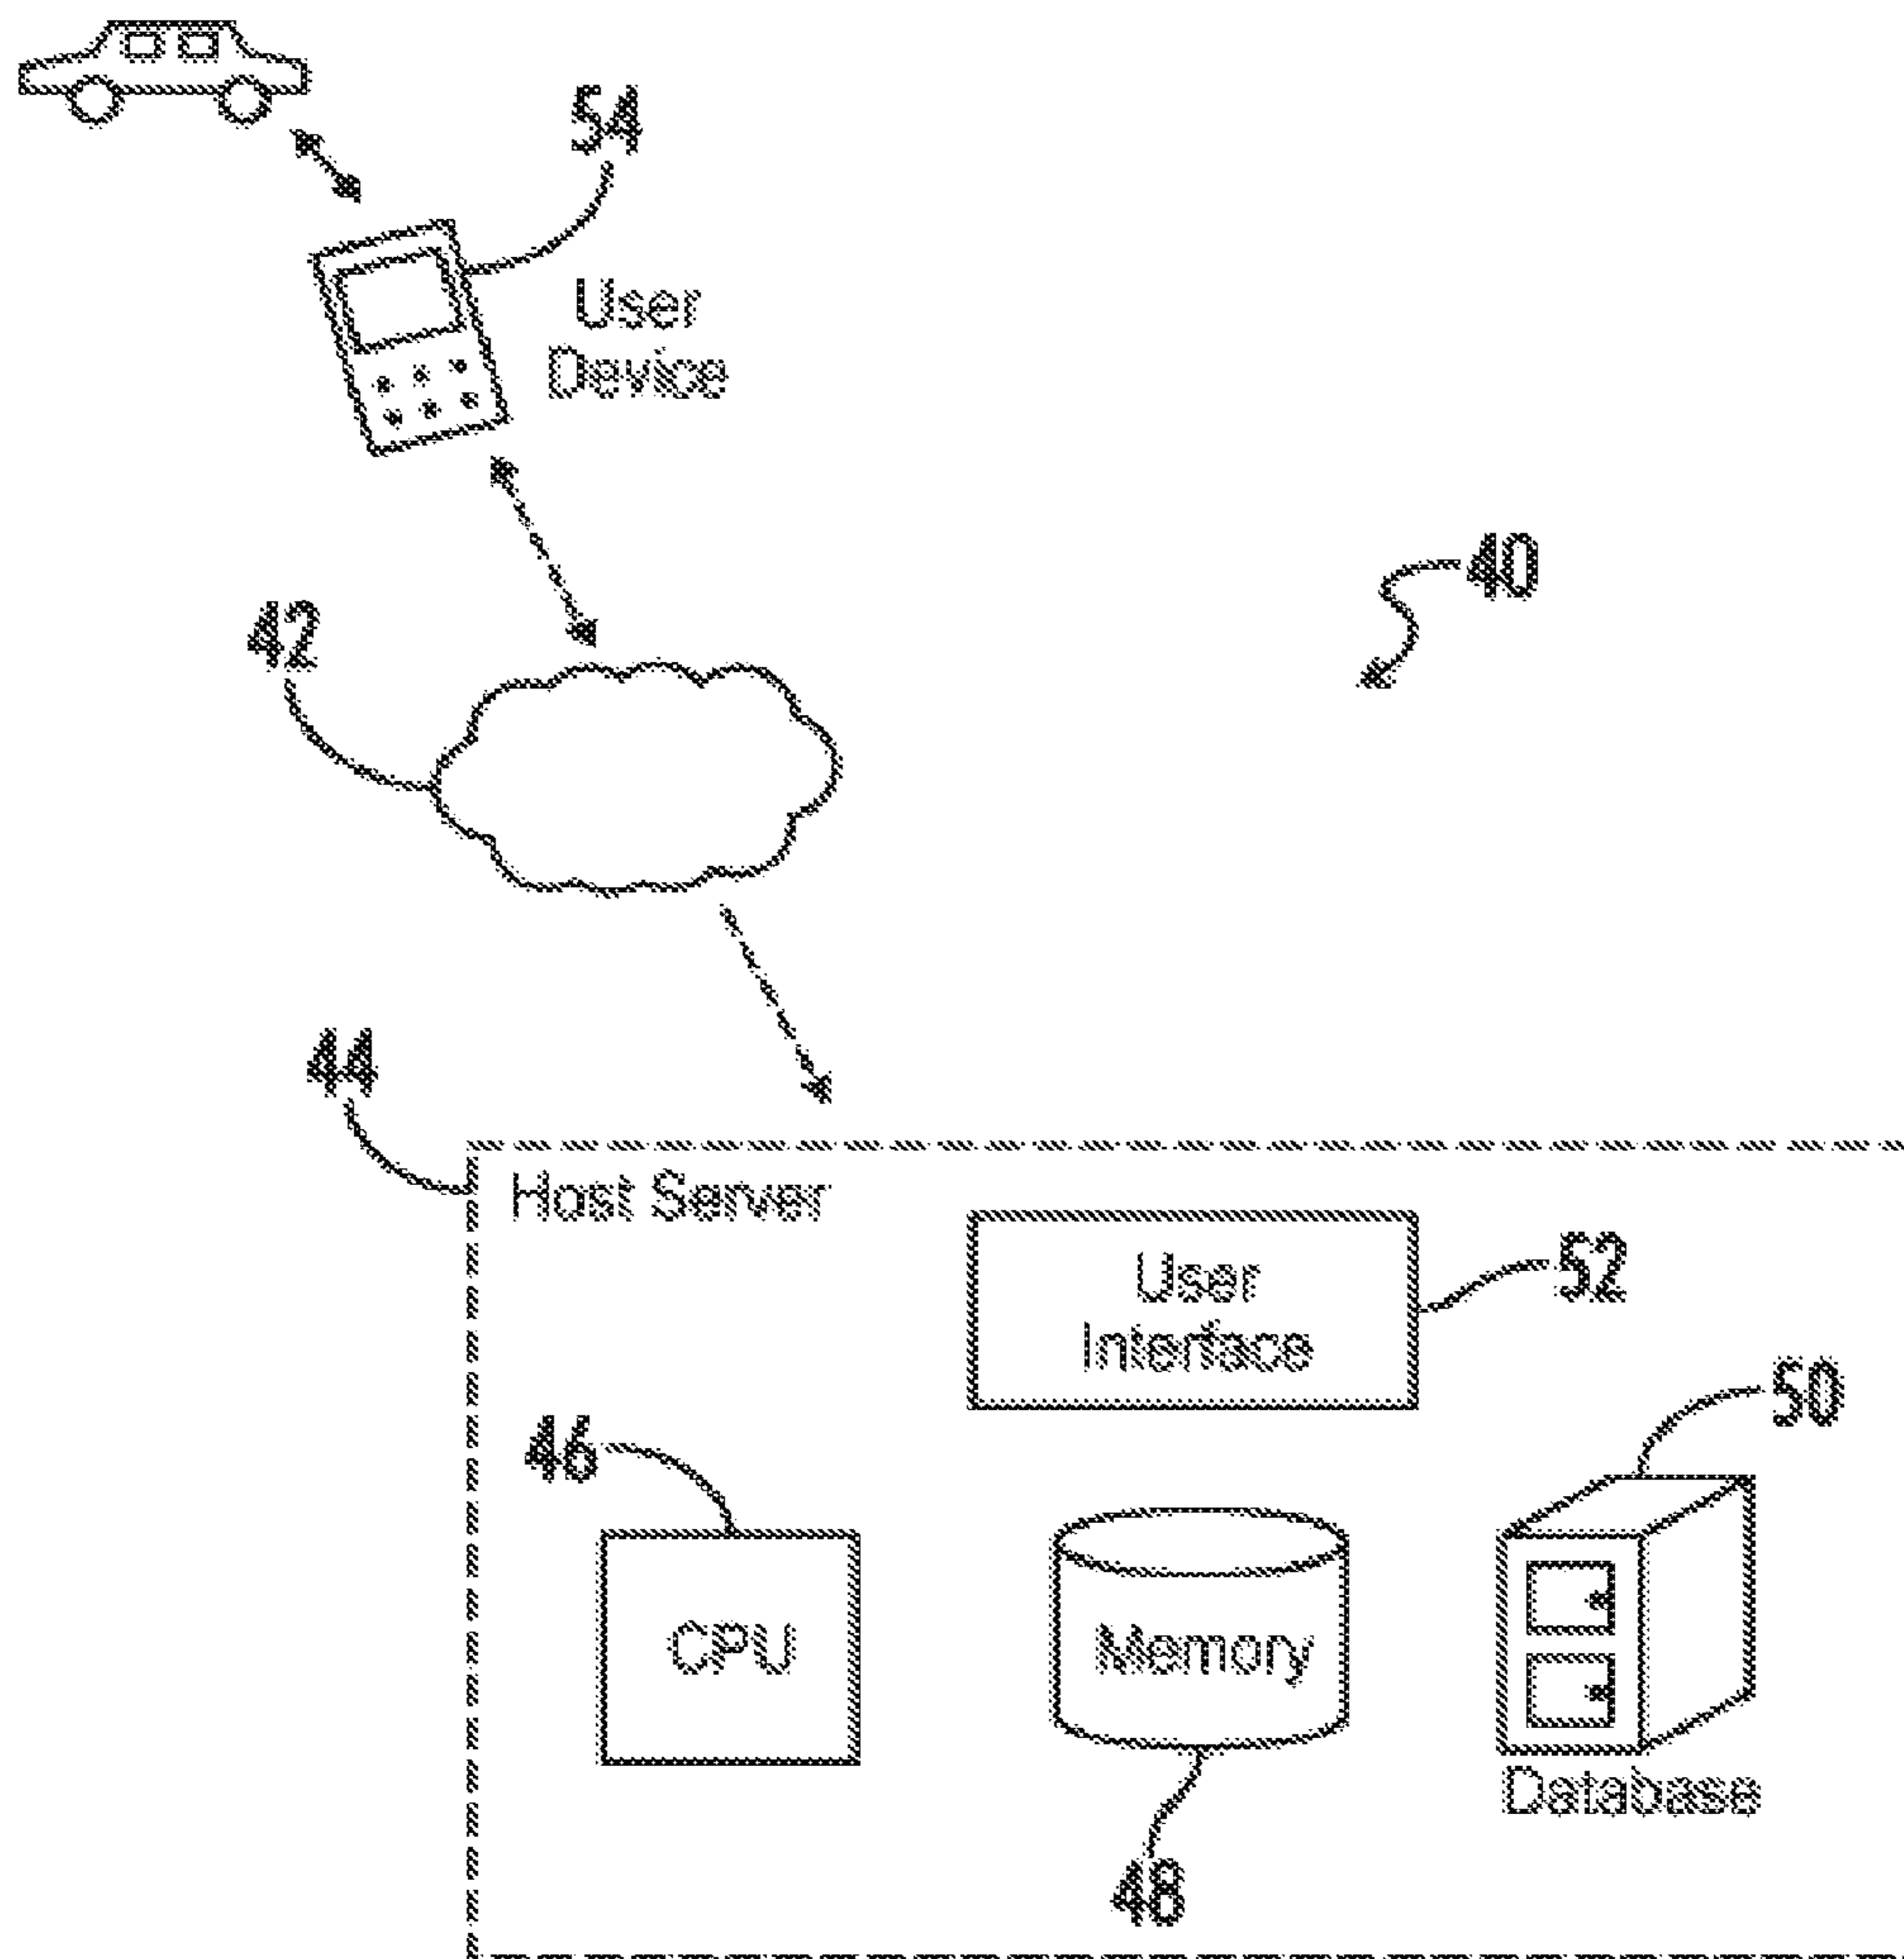 54
User
Device
40
42
44
Host Server
User
Interface
52
50
46
CPU
Memory
Database
48